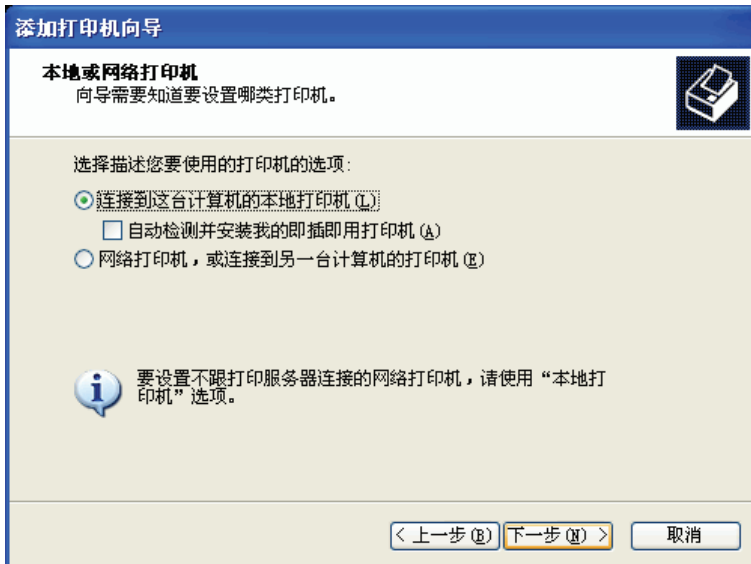 添加打印机向导
本地或网络打印机
向导需要知道要设置哪类打印机。
选择描述您要使用的打印机的选项:
连接到这台计算机的本地打印机(L)
自动检测并安装我的即插即用打印机(A)
网络打印机，或连接到另一台计算机的打印机(E)
要设置不跟打印服务器连接的网络打印机，请使用“本地打
印机”选项。
< 上一步(B) 下一步(N) > 取消